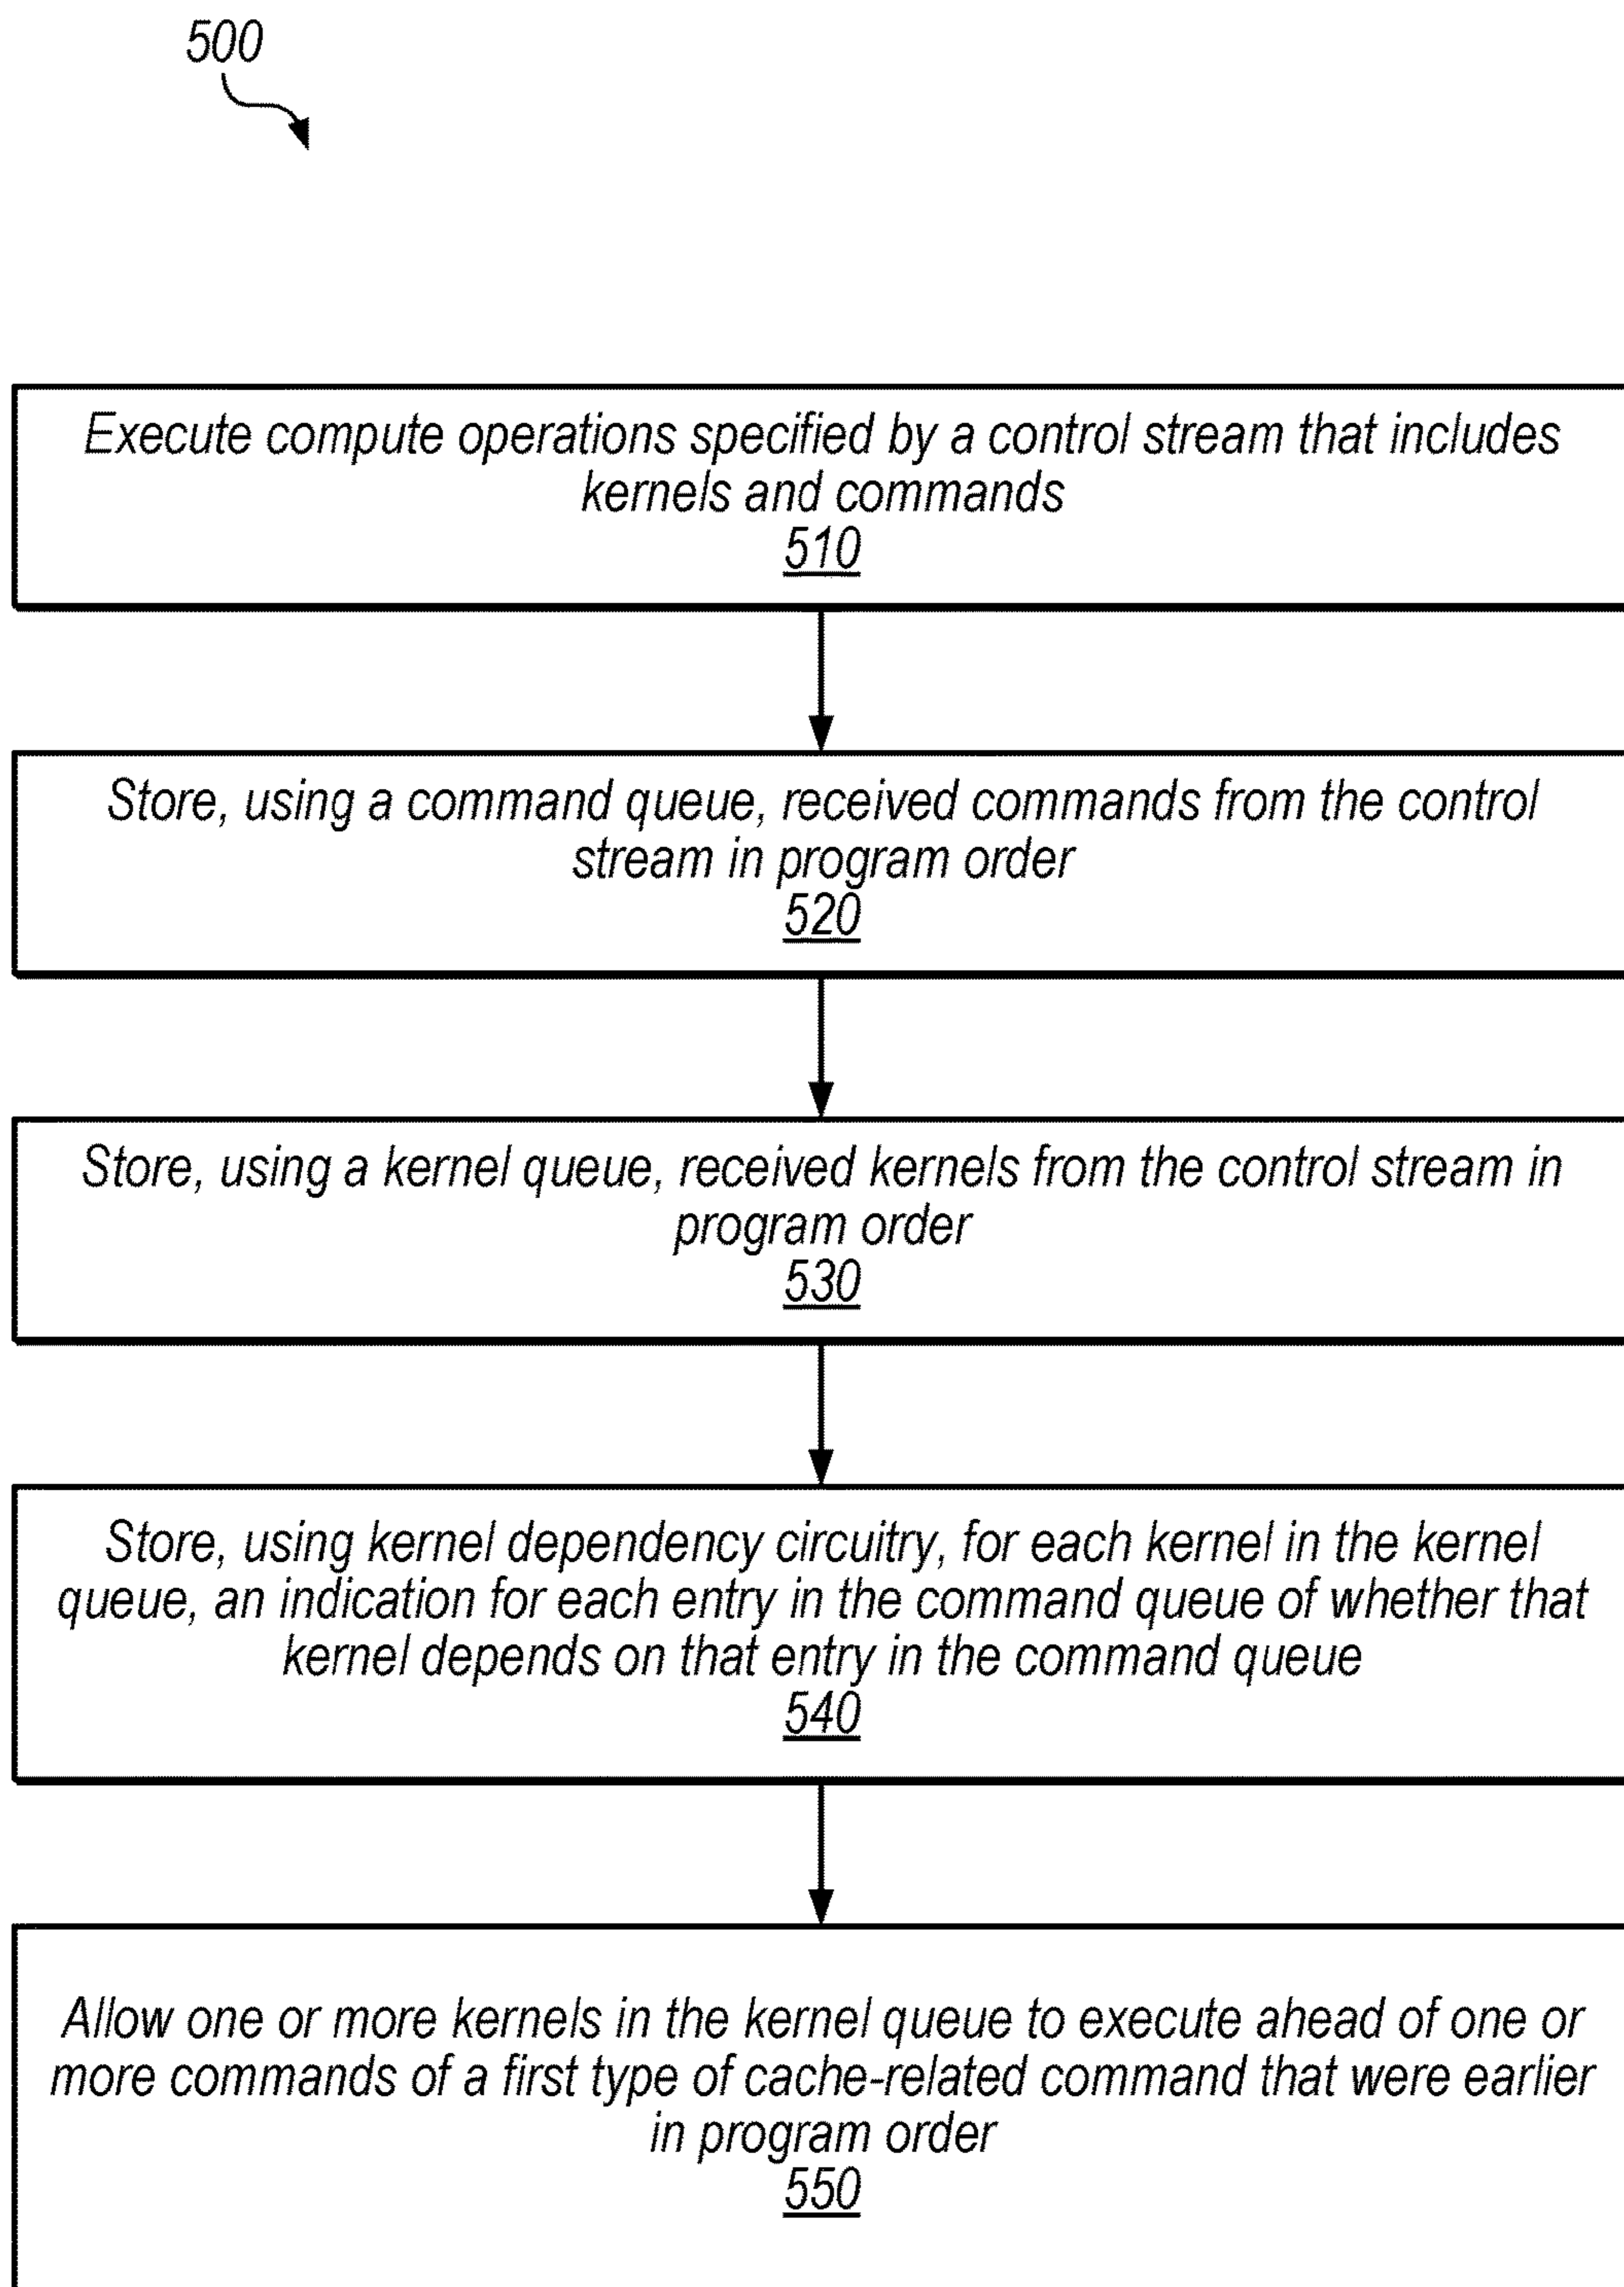 500
Execute compute operations specified by a control stream that includes
kernels and commands
510
Store, using a command queue, received commands from the control
stream in program order
520
Store, using a kernel queue, received kernels from the control stream in
program order
530
Store, using kernel dependency circuitry, for each kernel in the kernel
queue, an indication for each entry in the command queue of whether that
kernel depends on that entry in the command queue
540
Allow one or more kernels in the kernel queue to execute ahead of one or
more commands of a first type of cache-related command that were earlier
in program order
550